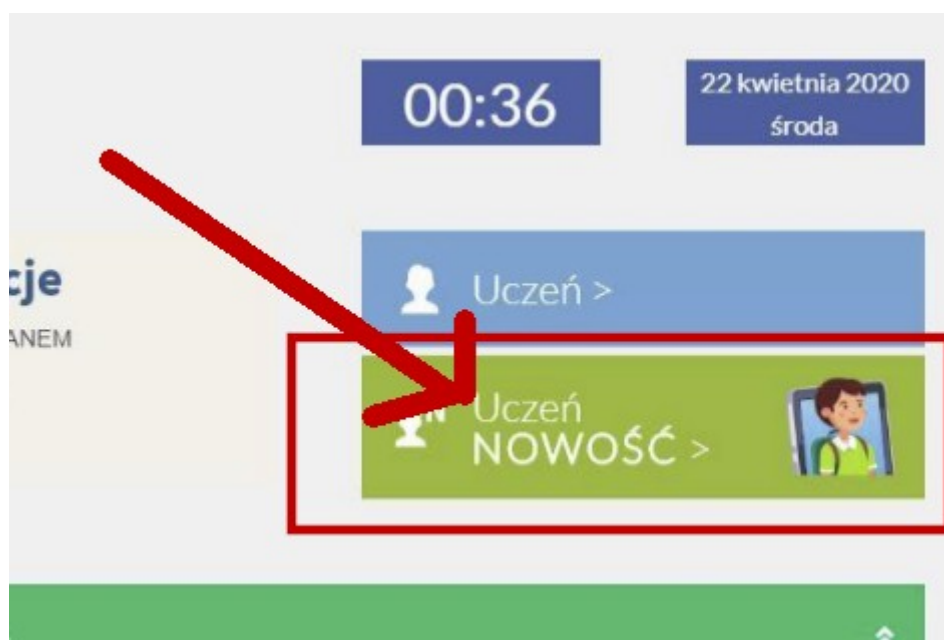 00:36
22 kwietnia 2020
środa
cje
ANEM
Uczeń >
N
Uczeń
NOWOŚĆ >